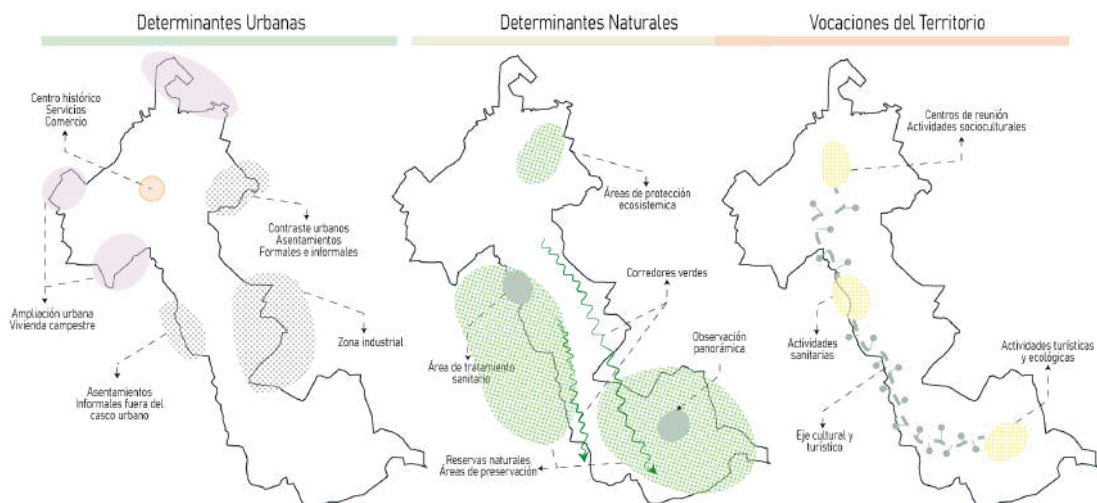 Determinantes Urbanas
Centro histórico
Servicios
Comercio
Contraste urbanos
Asentamientos
Formales e informales
Ampliación urbana
Vivienda campestre
Zona industrial
Asentamientos
Informales fuera del
casco urbano
Determinantes Naturales
Áreas de protección
ecosistemica
Corredores verdes
Observación
panorámica
Área de tratamiento
sanitario
Reservas naturales
Áreas de preservación
Vocaciones del Territorio
Centros de reunión
Actividades socioculturales
Actividades
sanitarias
Actividades turísticas
y ecológicas
Eje cultural y
turístico